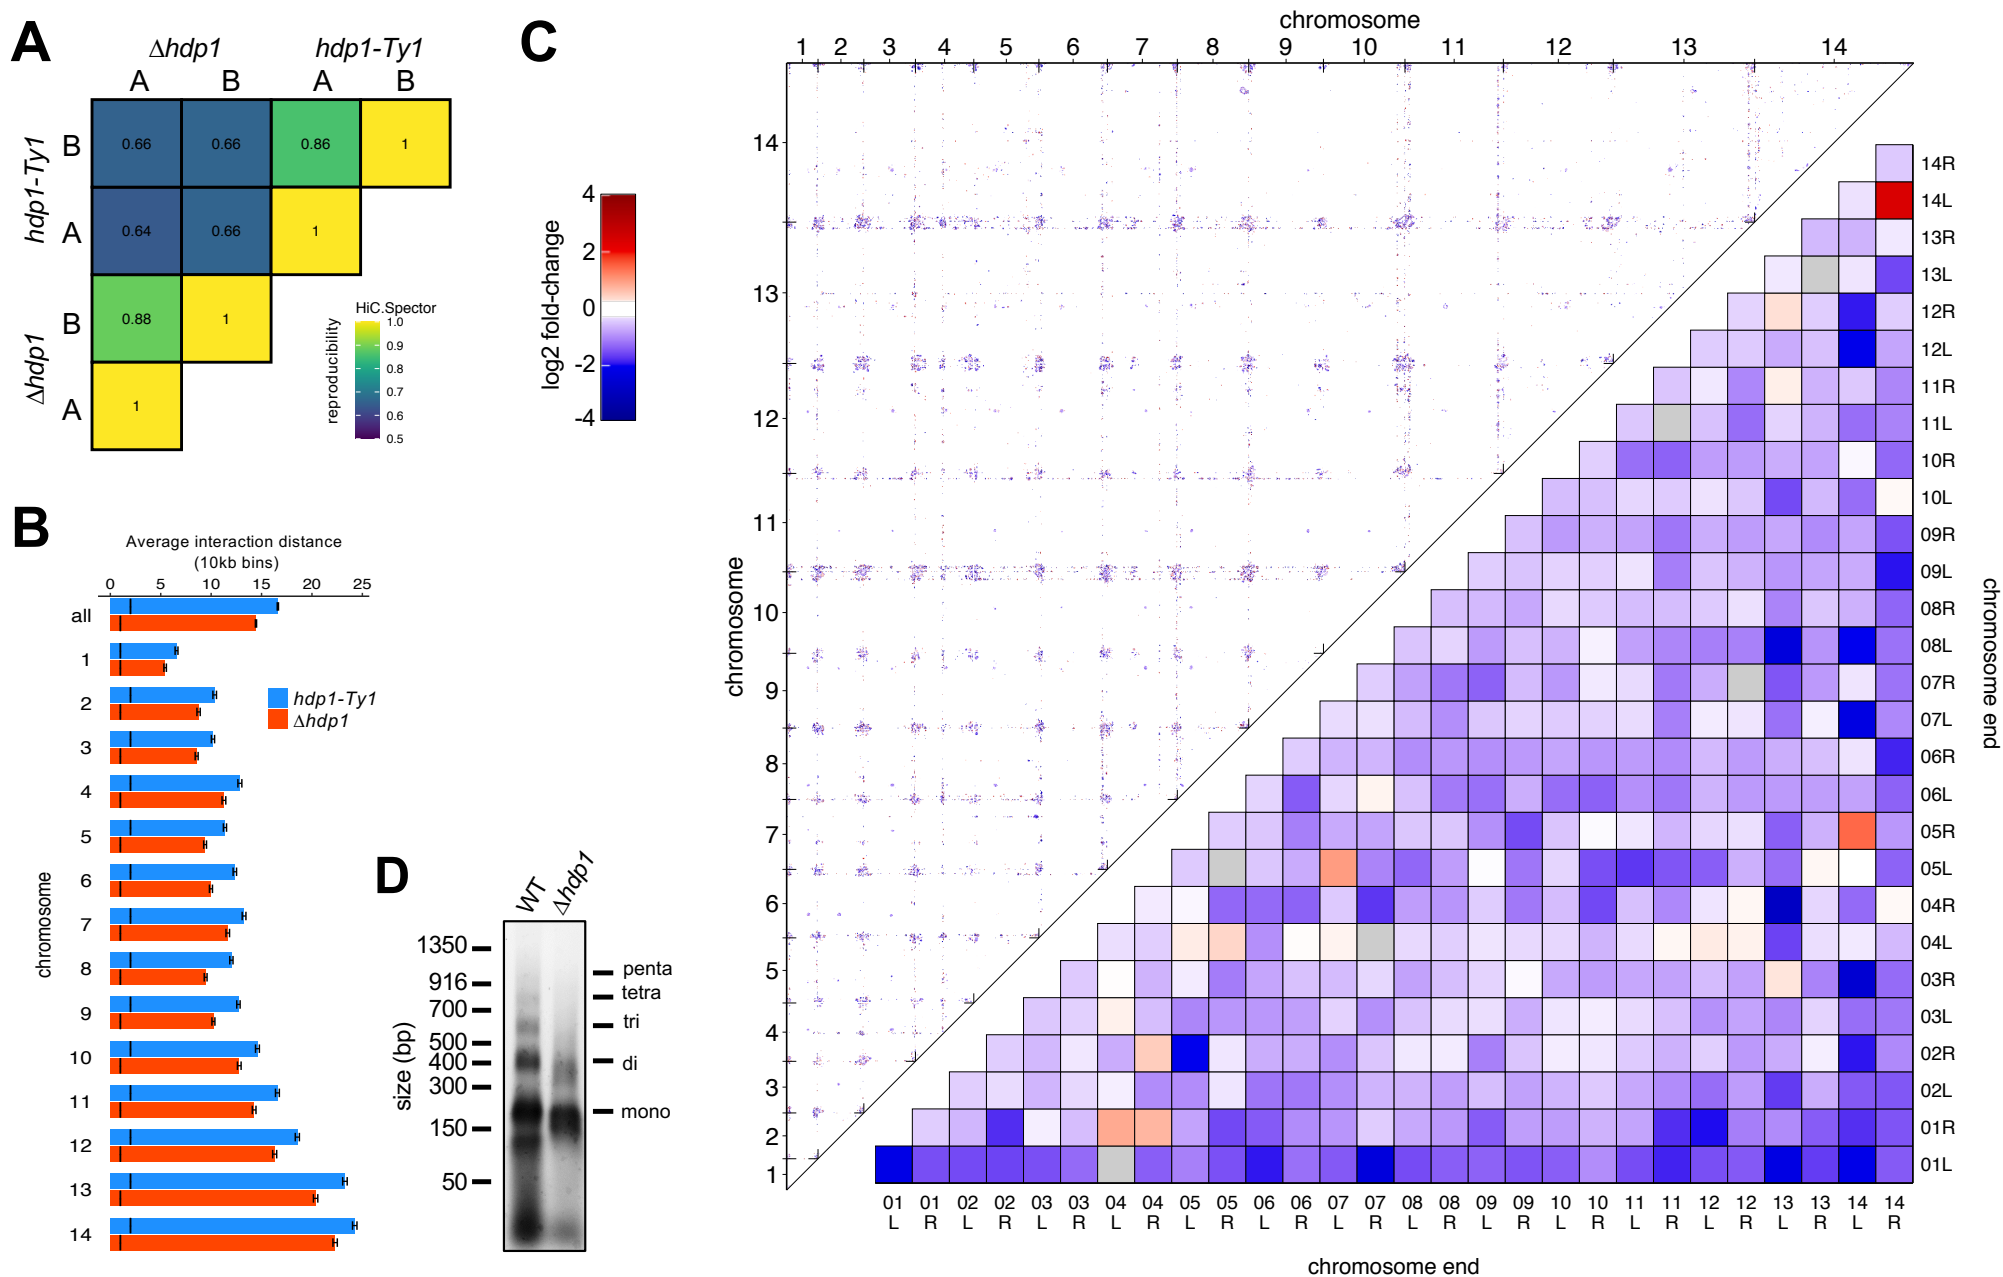 A
Δhdp1 hdp1-Ty1
A B A B
hdp1-Ty1
B 0.66 0.66 0.86 1
A 0.64 0.66 1
Δhdp1
B 0.88 1
A 1
HiC.Spector
reproducibility
1.0
0.9
0.8
0.7
0.6
0.5
B
Average interaction distance
(10kb bins)
0 5 10 15 20 25
chromosome
all
1
2
3
4
5
6
7
8
9
10
11
12
13
14
hdp1-Ty1
Δhdp1
C
log2 fold-change
4
2
0
-2
-4
chromosome
1 2 3 4 5 6 7 8 9 10 11 12 13 14
chromosome
14
13
12
11
10
9
8
7
6
5
4
3
2
1
14R
14L
13R
13L
12R
12L
11R
11L
10R
10L
09R
09L
08R
08L
07R
07L
06R
06L
05R
05L
04R
04L
03R
03L
02R
02L
01R
01L
chromosome end
01 01 02 02 03 03 04 04 05 05 06 06 07 07 08 08 09 09 10 10 11 11 12 12 13 13 14 14
L R L R L R L R L R L R L R L R L R L R L R L R L R L R
chromosome end
D
WT Δhdp1
size (bp)
1350
916
700
500
400
300
150
50
penta
tetra
tri
di
mono